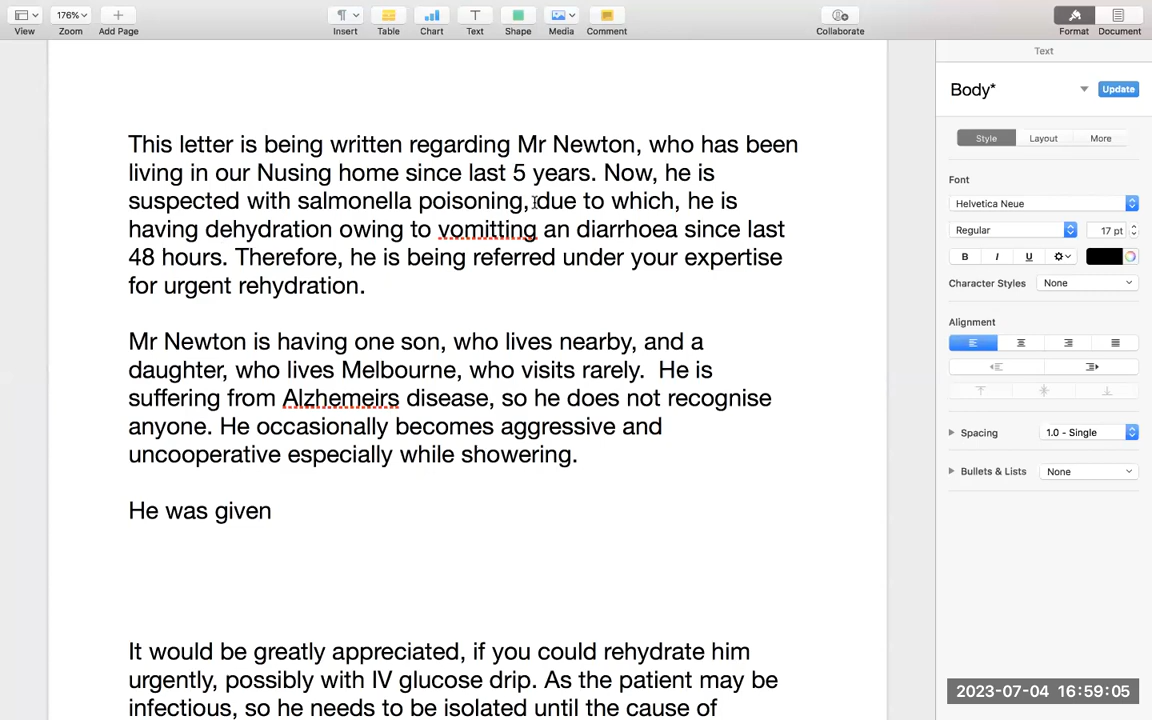 176%
View
Zoom
Add Page
Insert
Table
Chart
Text
Shape
Media
Comment
Collaborate
Format
Document
Text
Body*
Update
Style
Layout
More
Font
Helvetica Neue
Regular
17 pt
B
I
U
Character Styles
None
Alignment
Spacing
1.0 - Single
Bullets & Lists
None
This letter is being written regarding Mr Newton, who has been
living in our Nusing home since last 5 years. Now, he is
suspected with salmonella poisoning, due to which, he is
having dehydration owing to vomitting an diarrhoea since last
48 hours. Therefore, he is being referred under your expertise
for urgent rehydration.
Mr Newton is having one son, who lives nearby, and a
daughter, who lives Melbourne, who visits rarely.  He is
suffering from Alzhemeirs disease, so he does not recognise
anyone. He occasionally becomes aggressive and
uncooperative especially while showering.
He was given
It would be greatly appreciated, if you could rehydrate him
urgently, possibly with IV glucose drip. As the patient may be
infectious, so he needs to be isolated until the cause of
2023-07-04 16:59:05